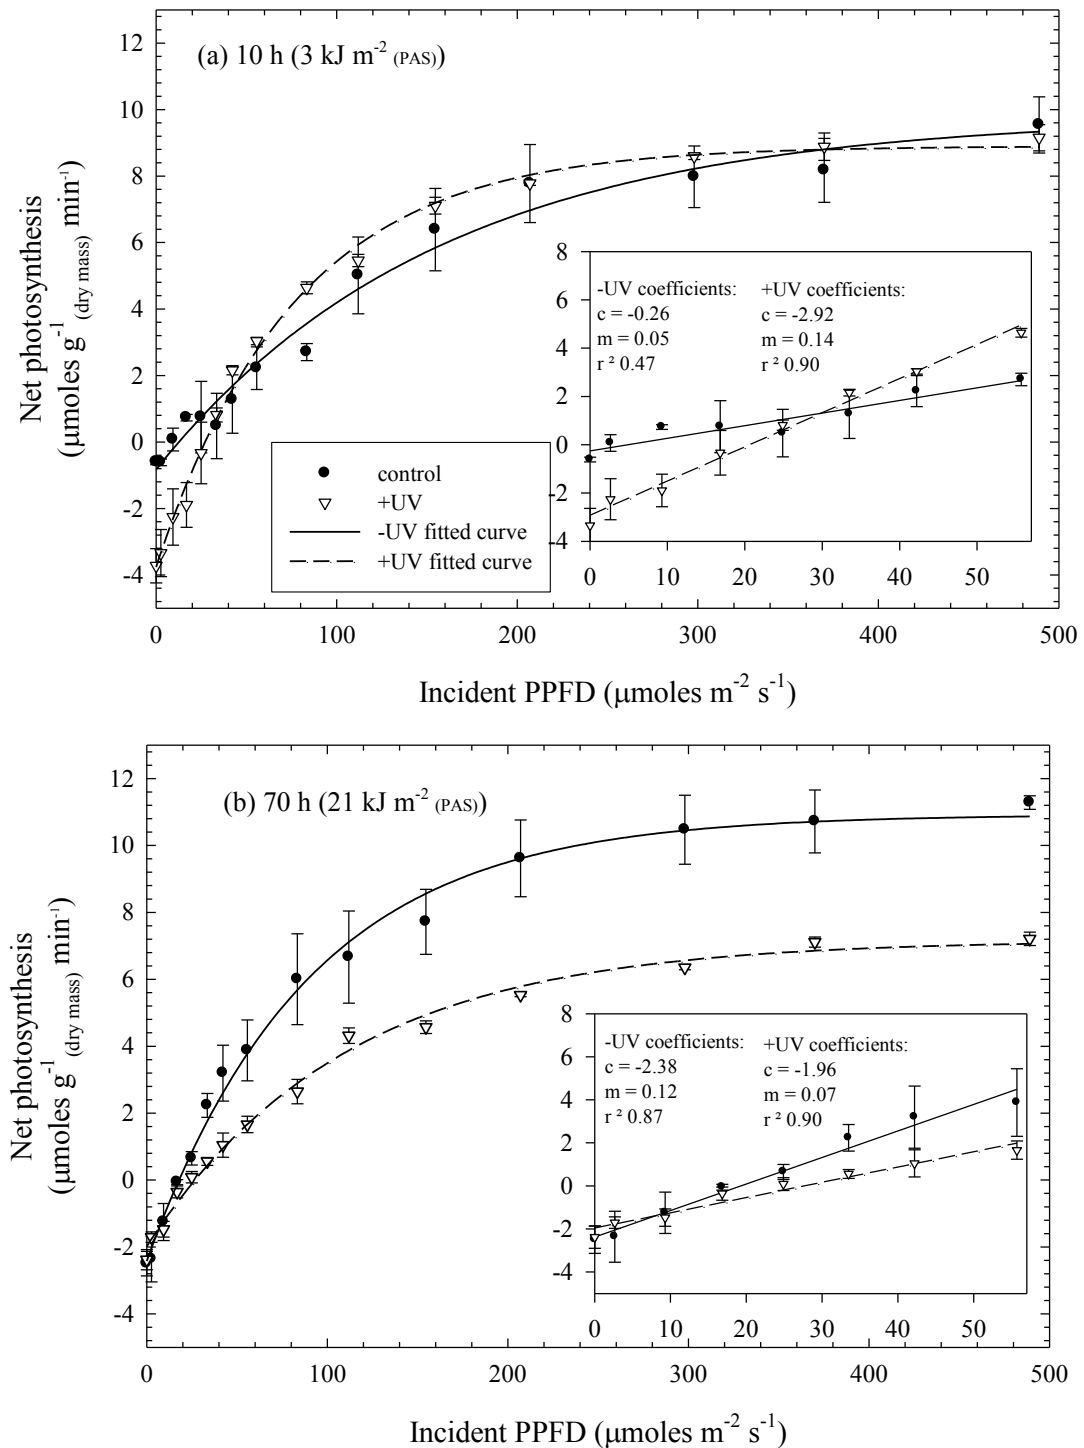 (a) 10 h (3 kJ m⁻² (PAS))
Net photosynthesis
(μmoles g⁻¹ (dry mass) min⁻¹)
12
10
8
6
4
2
0
-2
-4
0 100 200 300 400 500
Incident PPFD (μmoles m⁻² s⁻¹)
control
+UV
-UV fitted curve
+UV fitted curve
8
6
4
2
0
-2
-4
0 10 20 30 40 50
-UV coefficients:
c = -0.26
m = 0.05
r ² 0.47
+UV coefficients:
c = -2.92
m = 0.14
r ² 0.90
(b) 70 h (21 kJ m⁻² (PAS))
Net photosynthesis
(μmoles g⁻¹ (dry mass) min⁻¹)
12
10
8
6
4
2
0
-2
-4
0 100 200 300 400 500
Incident PPFD (μmoles m⁻² s⁻¹)
8
6
4
2
0
-2
-4
0 10 20 30 40 50
-UV coefficients:
c = -2.38
m = 0.12
r ² 0.87
+UV coefficients:
c = -1.96
m = 0.07
r ² 0.90